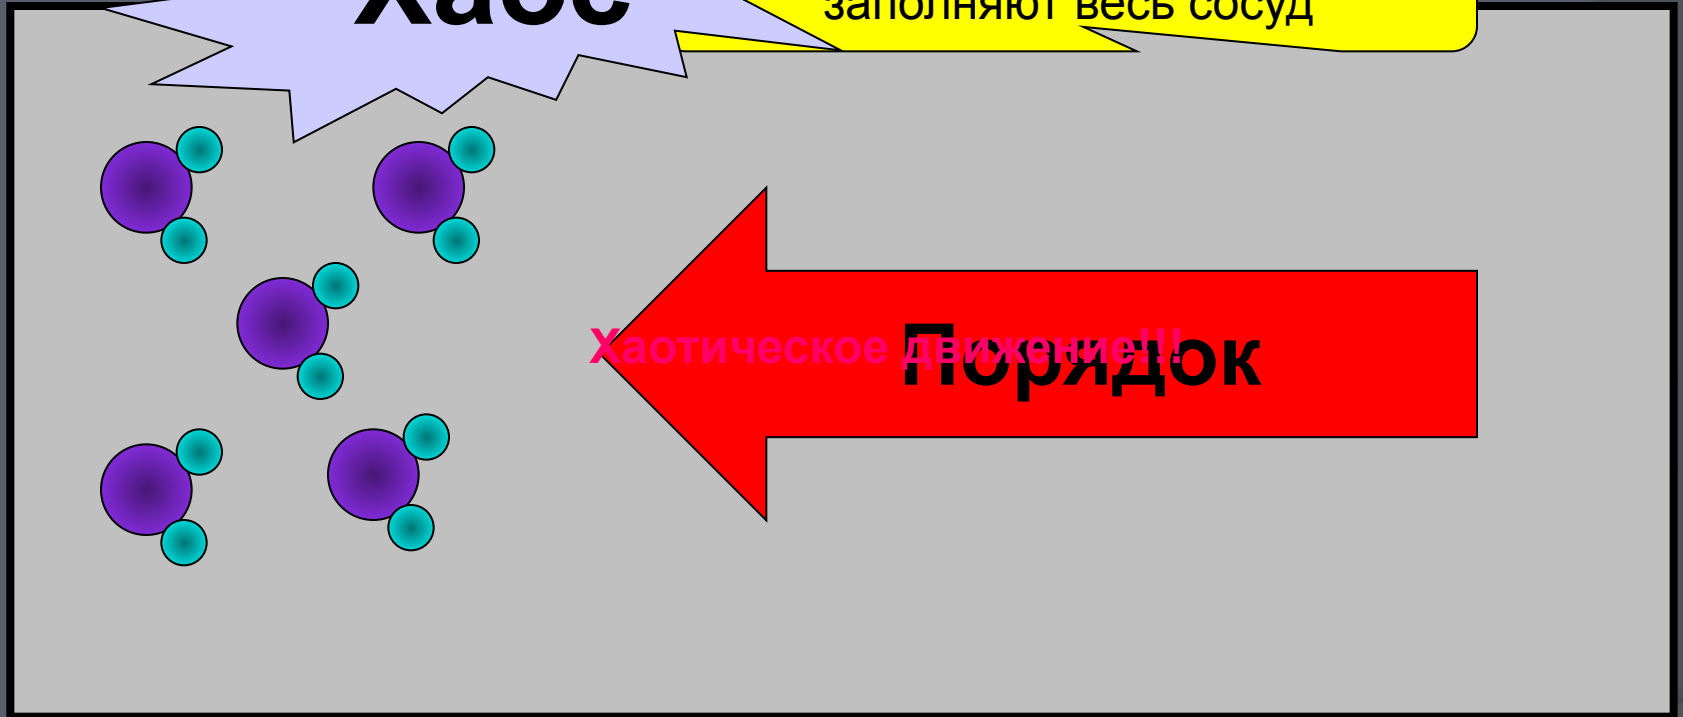 Хаос
заполняют весь сосуд
Хаотическое движение!!!
Порядок